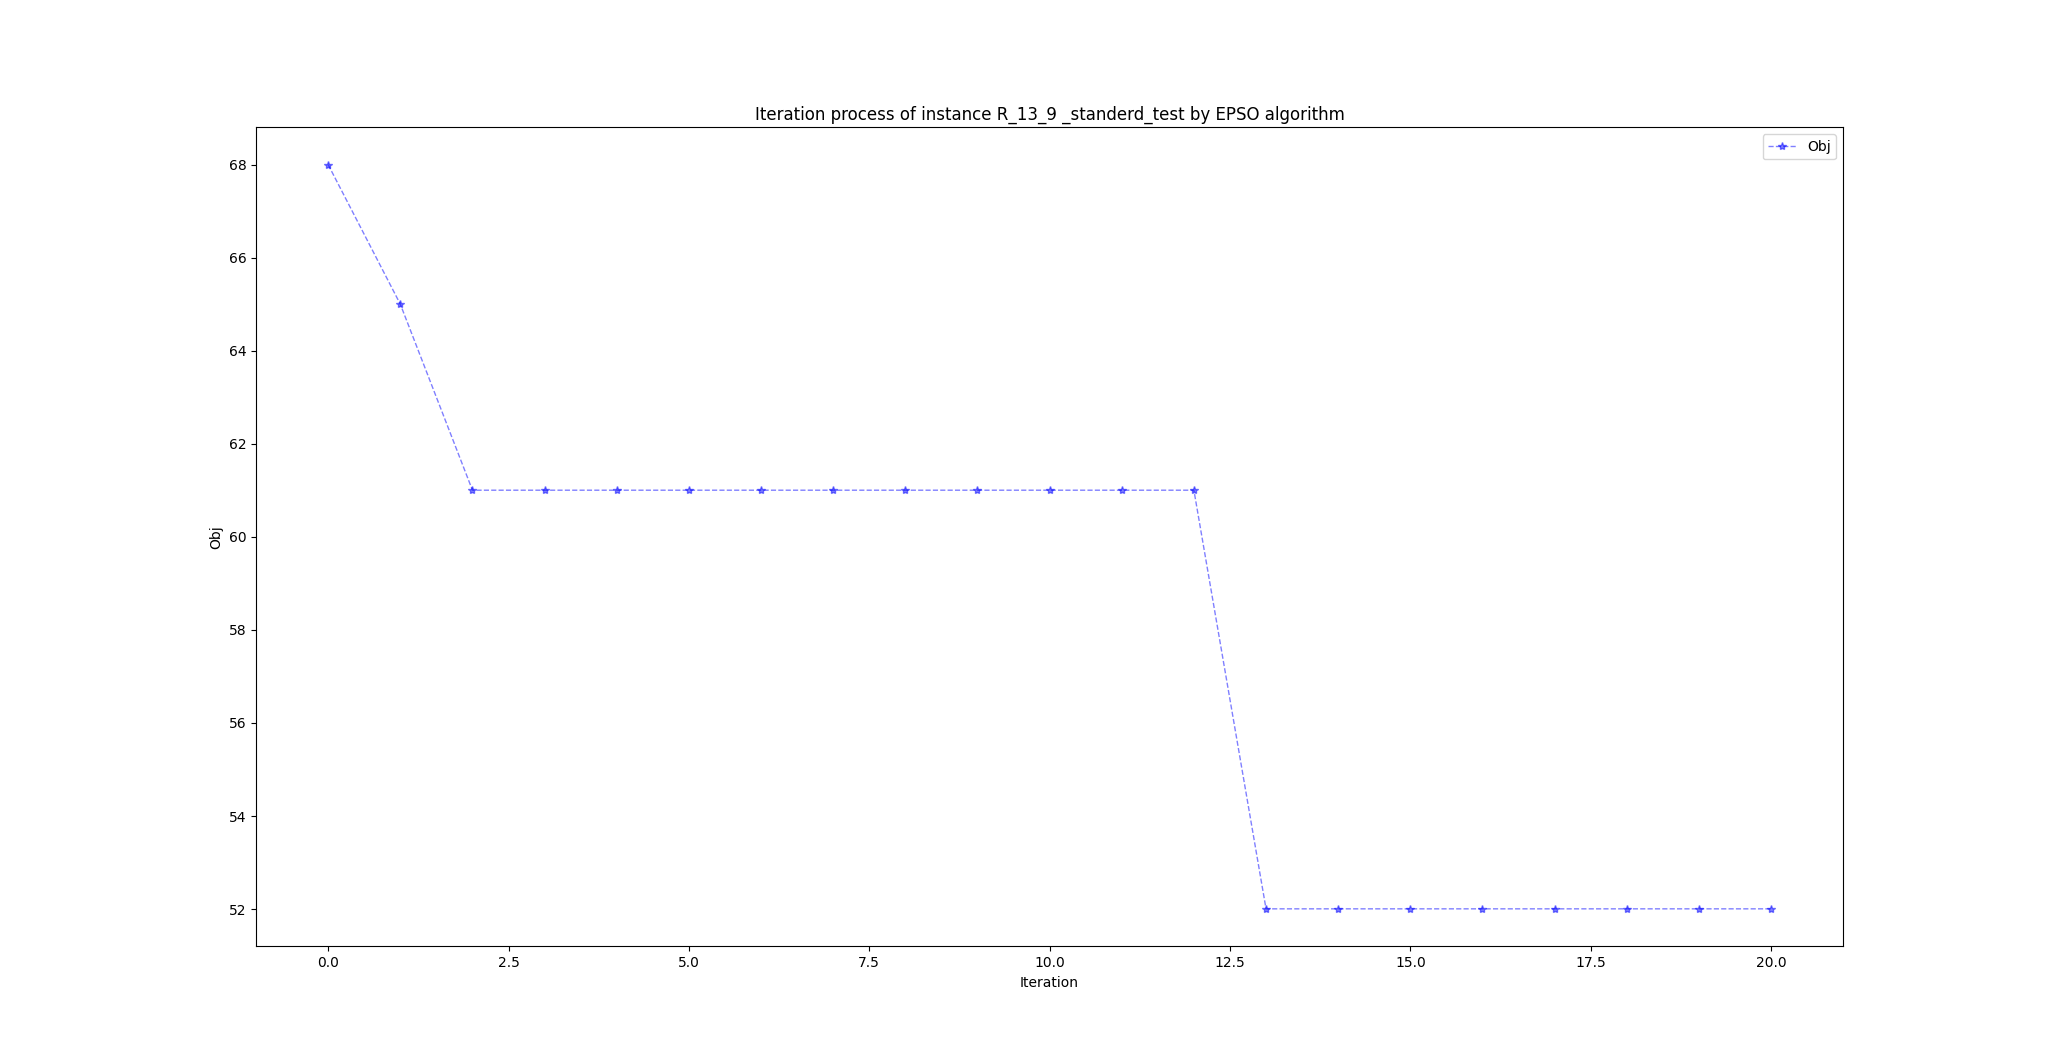 Iteration process of instance R_13_9 _standerd_test by EPSO algorithm
Obj
68
66
64
62
60
58
56
54
52
Obj
0.0 2.5 5.0 7.5 10.0 12.5 15.0 17.5 20.0
Iteration